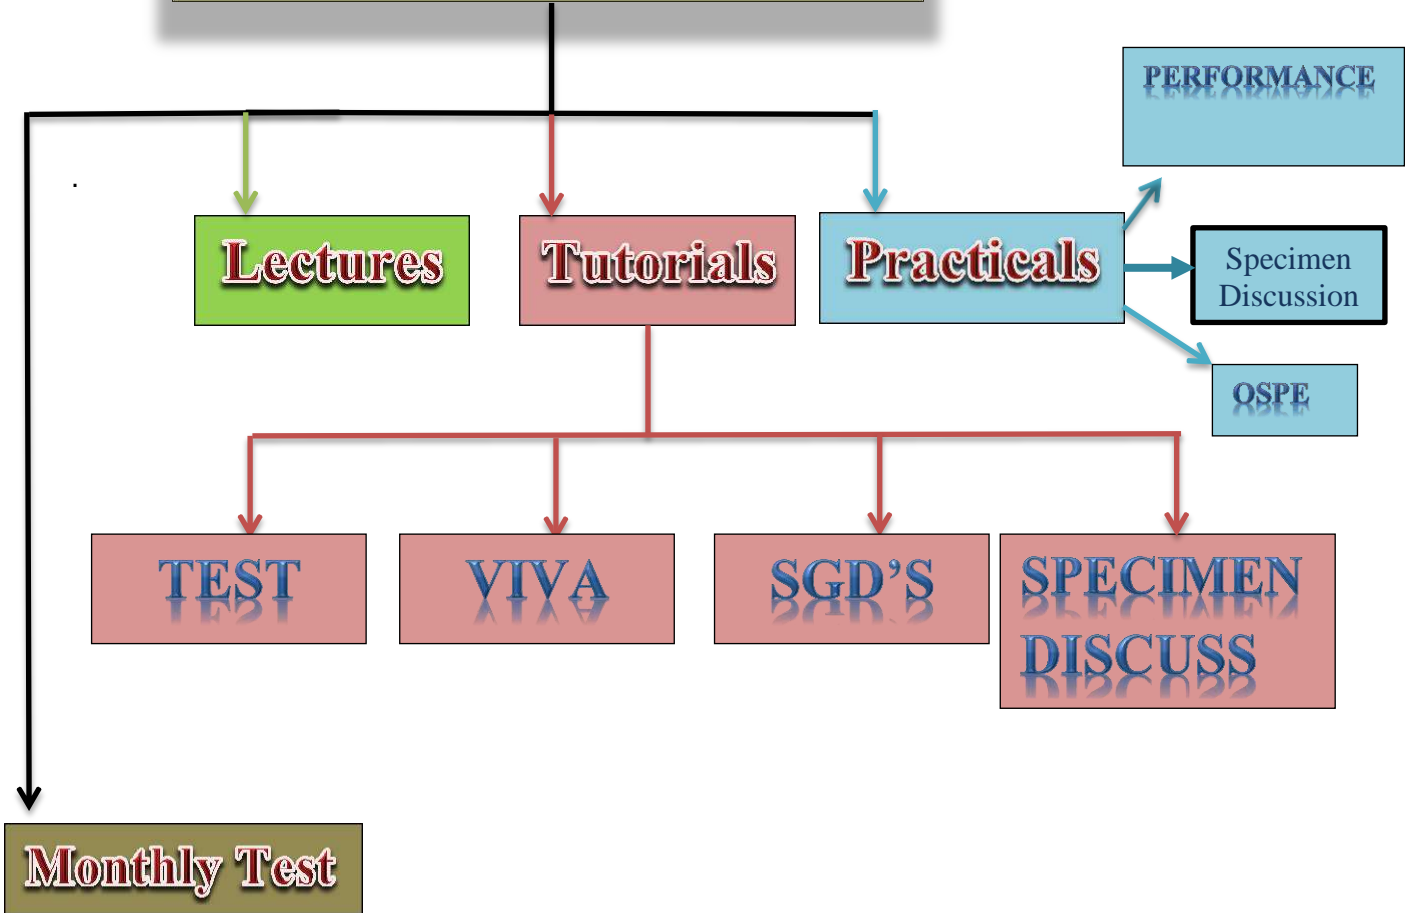 PERFORMANCE
.
Lectures
Tutorials
Practicals
Specimen
Discussion
OSPE
TEST
VIVA
SGD’S
SPECIMEN
DISCUSS
Monthly Test